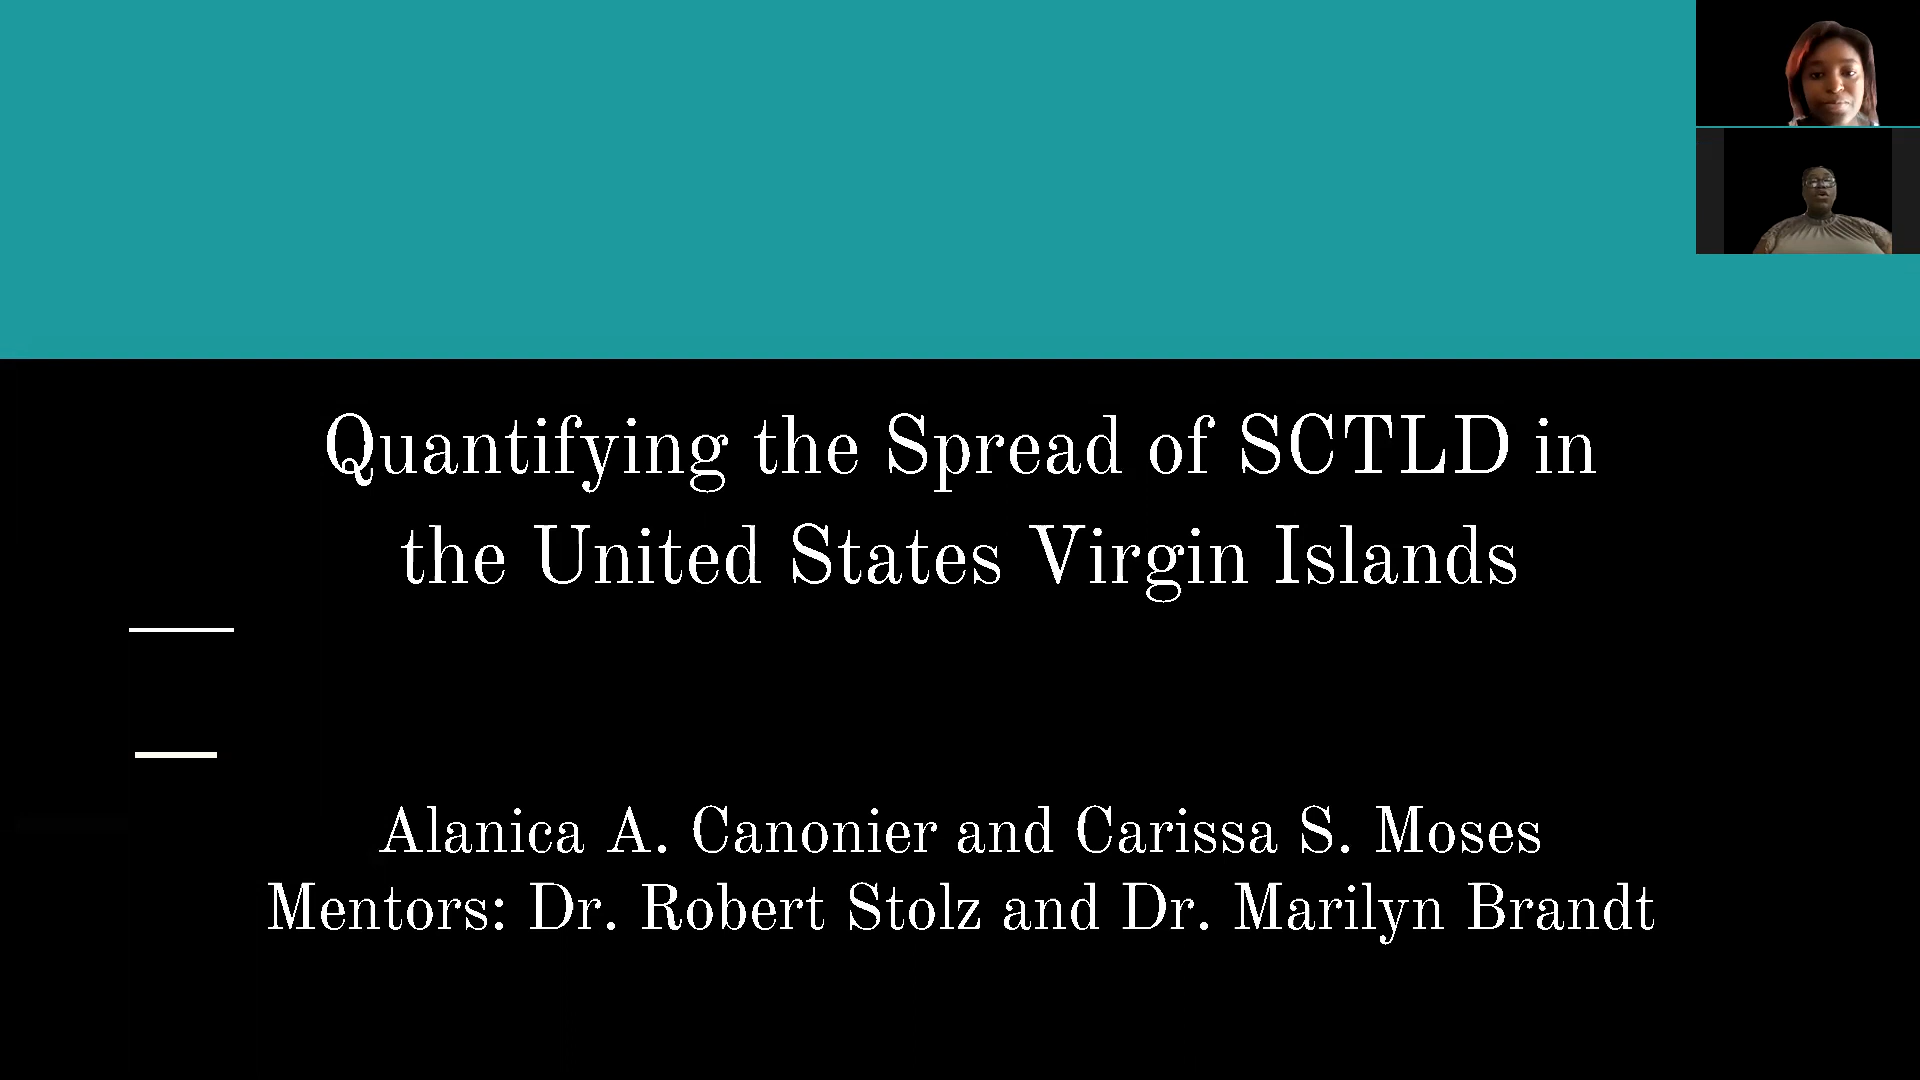 Quantifying the Spread of SCTLD in
the United States Virgin Islands
Alanica A. Canonier and Carissa S. Moses
Mentors: Dr. Robert Stolz and Dr. Marilyn Brandt